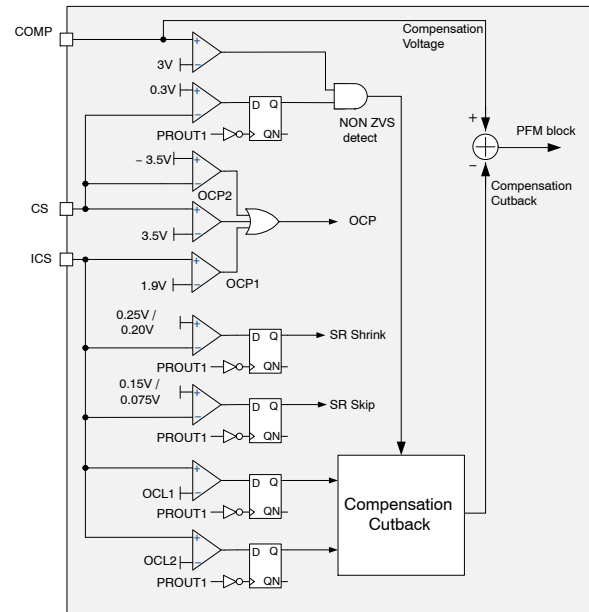 COMP
Compensation
Voltage
+
−
3V
0.3V
+
−
D Q
QN
PROUT1
NON ZVS
detect
+
−
PFM block
Compensation
Cutback
− 3.5V
+
−
OCP2
CS
+
−
3.5V
OCP
ICS
+
−
1.9V
OCP1
0.25V /
0.20V
+
−
D Q
QN
PROUT1
SR Shrink
0.15V /
0.075V
+
−
D Q
QN
PROUT1
SR Skip
+
−
OCL1
D Q
QN
PROUT1
Compensation
Cutback
+
−
OCL2
D Q
QN
PROUT1